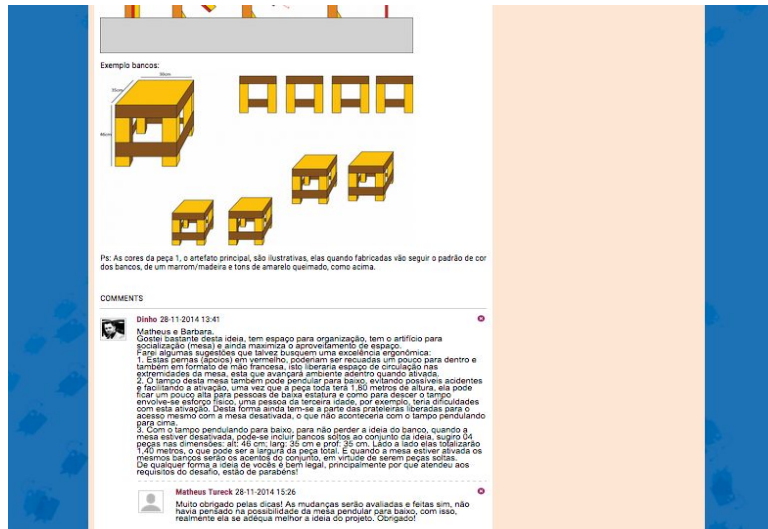 Exemplo bancos:
35cm
46cm
Ps: As cores da peça 1, o artefato principal, são ilustrativas, elas quando fabricadas vão seguir o padrão de cor
dos bancos, de um marrom/madeira e tons de amarelo queimado, como acima.
COMMENTS
Dinho 28-11-2014 13:41
Matheus e Barbara.
Gostei bastante desta ideia, tem espaço para organização, tem o artifício para
socialização (mesa) e ainda maximiza o aproveitamento de espaço.
Farei algumas sugestões que talvez busquem uma excelência ergonômica:
1. Estas pernas (apoios) em vermelho, poderiam ser recuadas um pouco para dentro e
também em formato de mão francesa, isto liberaria espaço de circulação nas
extremidades da mesa, esta que avançará ambiente adentro quando ativada.
2. O tampo desta mesa também pode pendular para baixo, evitando possíveis acidentes
e facilitando a ativação, uma vez que a peça toda terá 1,80 metros de altura, ela pode
ficar um pouco alta para pessoas de baixa estatura e como para descer o tampo
envolve-se esforço físico, uma pessoa da terceira idade, por exemplo, teria dificuldades
com esta ativação. Desta forma ainda tem-se a parte das prateleiras liberadas para o
acesso mesmo com a mesa desativada, o que não aconteceria com o tampo pendulando
para cima.
3. Com o tampo pendulando para baixo, para não perder a ideia do banco, quando a
mesa estiver desativada, pode-se incluir bancos soltos ao conjunto da ideia, sugiro 04
peças nas dimensões: alt: 46 cm; larg: 35 cm e prof: 35 cm. Lado a lado elas totalizarão
1,40 metros, o que pode ser a largura da peça total. E quando a mesa estiver ativada os
mesmos bancos serão os acentos do conjunto, em virtude de serem peças soltas.
De qualquer forma a ideia de vocês é bem legal, principalmente por que atendeu aos
requisitos do desafio, estão de parabéns!
Matheus Tureck 28-11-2014 15:26
Muito obrigado pelas dicas! As mudanças serão avaliadas e feitas sim, não
havia pensado na possibilidade da mesa pendular para baixo, com isso,
realmente ela se adéqua melhor a ideia do projeto. Obrigado!